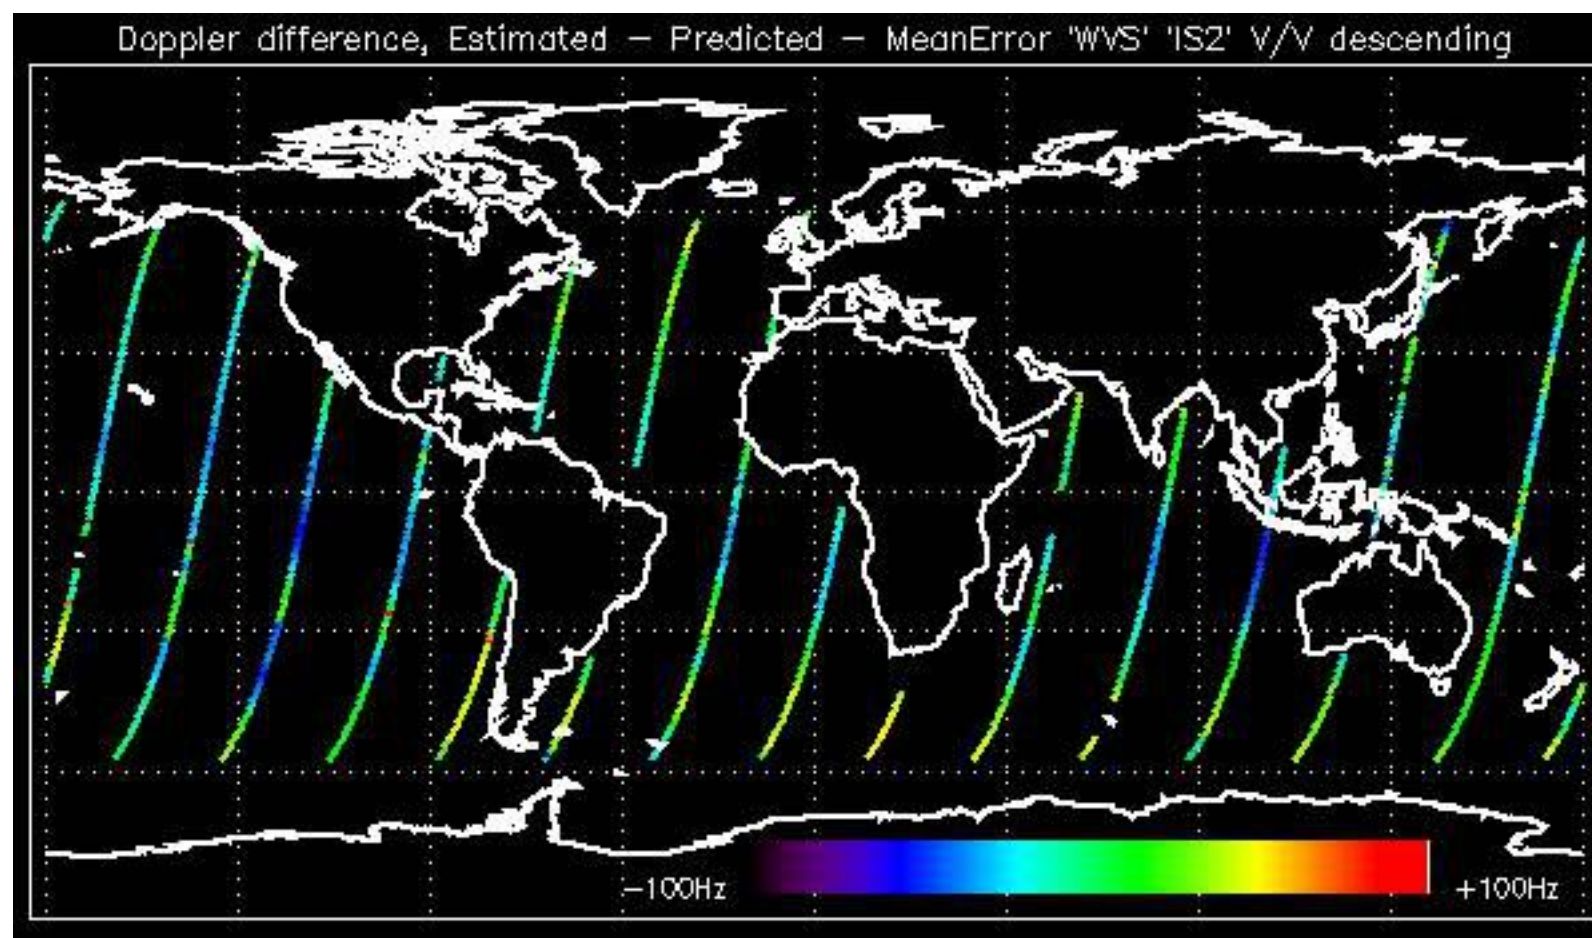 Doppler difference, Estimated – Predicted – MeanError 'WVS' 'IS2' V/V descending
-100Hz +100Hz